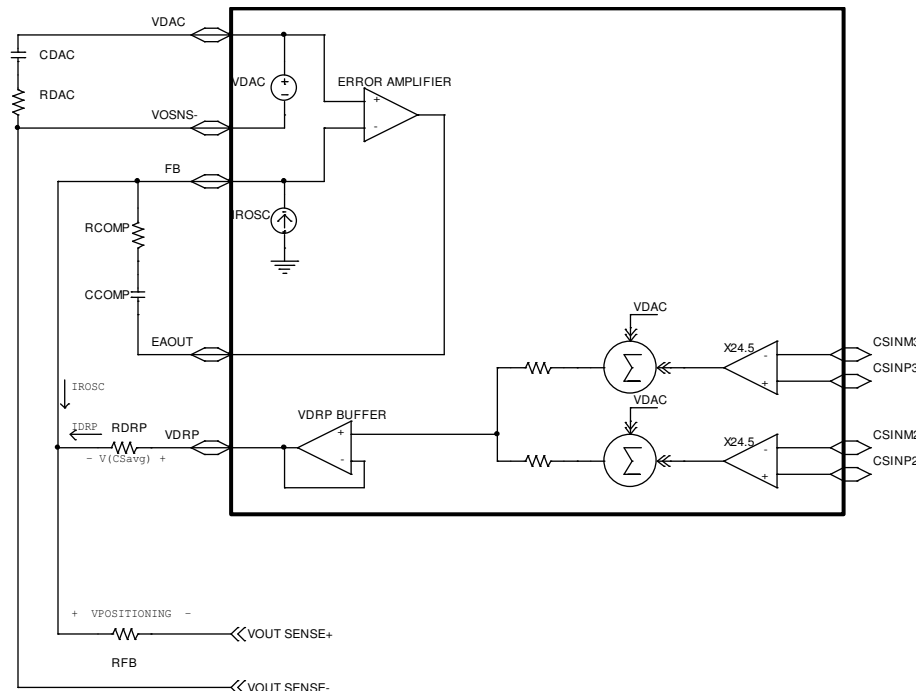 VDAC
CDAC
RDAC
VDAC
+
-
ERROR AMPLIFIER
+
-
VOSNS-
FB
RCOMP
IROSC
CCOMP
EAOUT
VDAC
X24.5
-
+
CSINM3
CSINP3
Σ
IROSC
IDRP
RDRP
- V(CSavg) +
VDRP
VDRP BUFFER
+
-
VDAC
X24.5
-
+
CSINM2
CSINP2
Σ
+ VPOSITIONING -
RFB
VOUT SENSE+
VOUT SENSE-